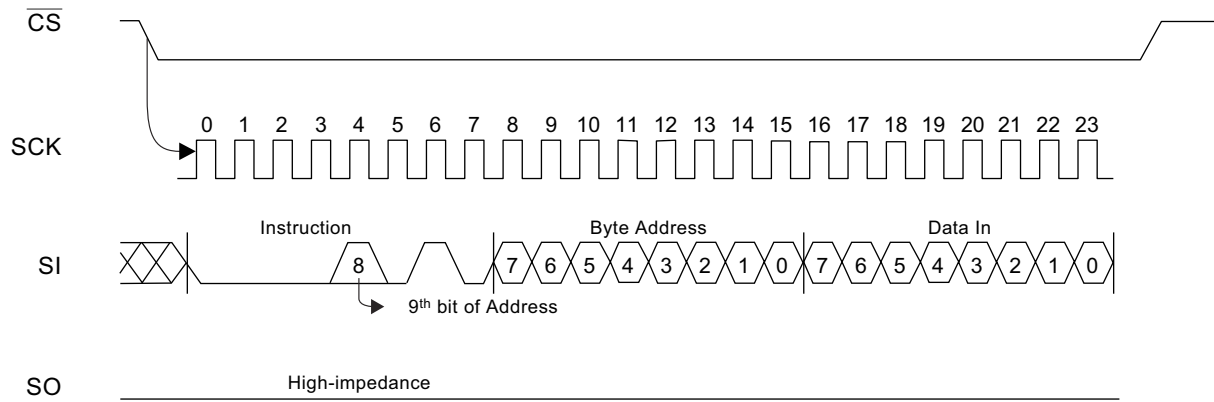 CS
SCK
0 1 2 3 4 5 6 7 8 9 10 11 12 13 14 15 16 17 18 19 20 21 22 23
SI
Instruction Byte Address Data In
8 7 6 5 4 3 2 1 0 7 6 5 4 3 2 1 0
9th bit of Address
SO
High-impedance